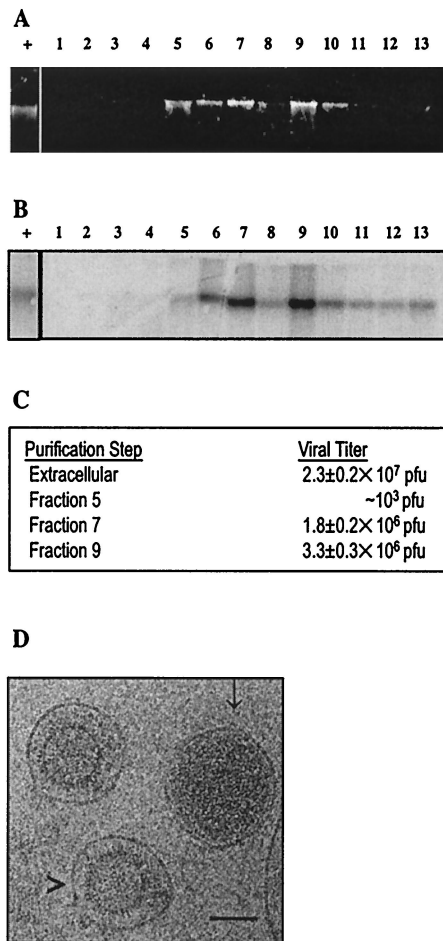 A
+ 1 2 3 4 5 6 7 8 9 10 11 12 13
B
+ 1 2 3 4 5 6 7 8 9 10 11 12 13
C
Purification Step Viral Titer
Extracellular 2.3±0.2×10⁷ pfu
Fraction 5 ~10³ pfu
Fraction 7 1.8±0.2×10⁶ pfu
Fraction 9 3.3±0.3×10⁶ pfu
D